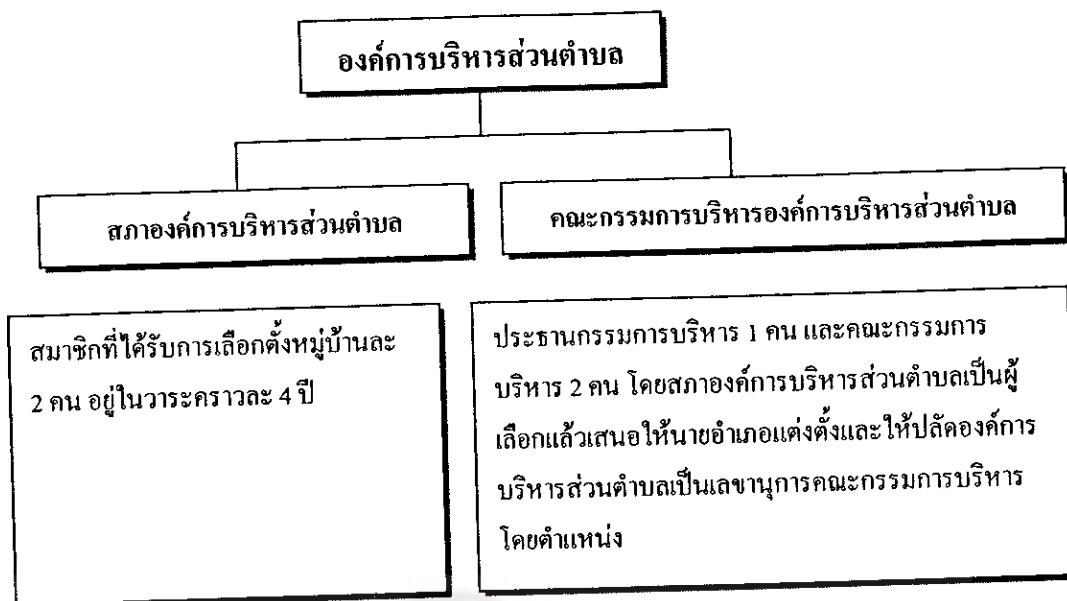 องค์การบริหารส่วนตำบล
สภาองค์การบริหารส่วนตำบล
คณะกรรมการบริหารองค์การบริหารส่วนตำบล
สมาชิกที่ได้รับการเลือกตั้งหมู่บ้านละ
2 คน อยู่ในวาระคราวละ 4 ปี
ประธานกรรมการบริหาร 1 คน และคณะกรรมการ
บริหาร 2 คน โดยสภาองค์การบริหารส่วนตำบลเป็นผู้
เลือกแล้วเสนอให้นายอำเภอแต่งตั้งและให้ปลัดองค์การ
บริหารส่วนตำบลเป็นเลขานุการคณะกรรมการบริหาร
โดยตำแหน่ง